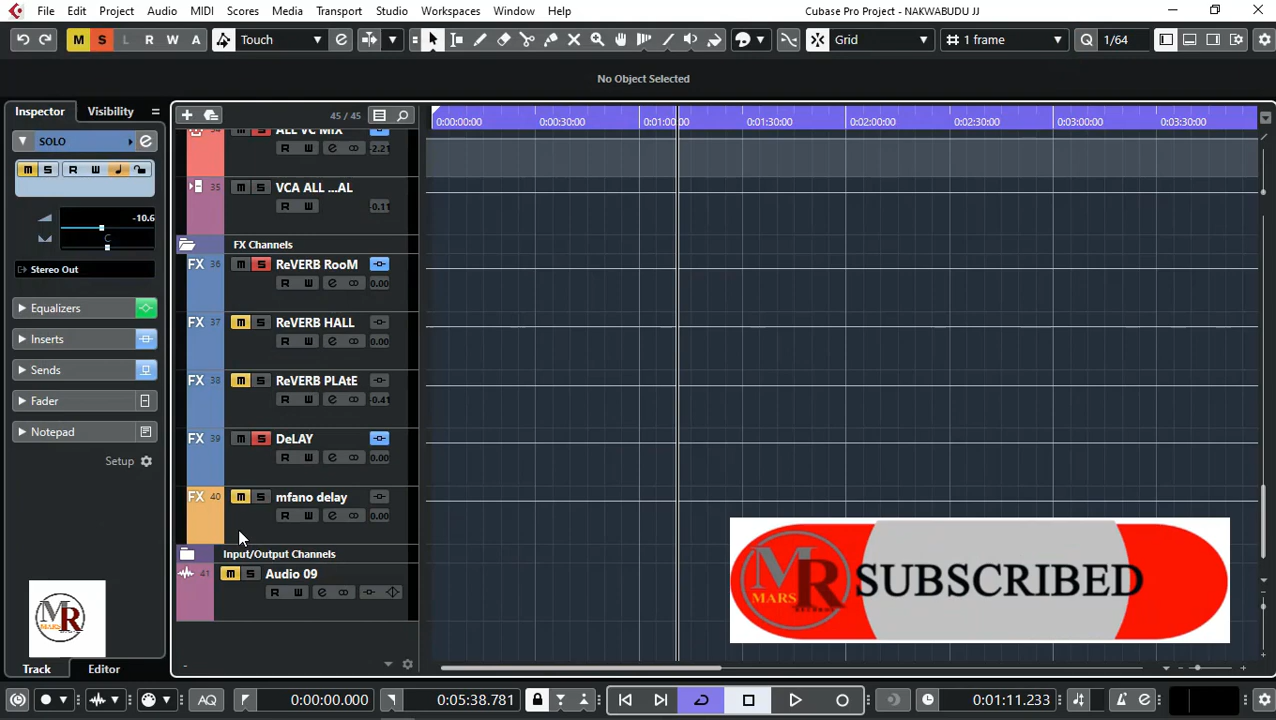 File Edit Project Audio MIDI Scores Media Transport Studio Workspaces Window Help Cubase Pro Project - NAKWABUDU JJ
M S L R W A Touch Grid 1 frame Q 1/64
No Object Selected
Inspector Visibility 45 / 45
0:00:00:00 0:00:30:00 0:01:00:00 0:01:30:00 0:02:00:00 0:02:30:00 0:03:00:00 0:03:30:00
SOLO e
M S R W
-10.6
C
Stereo Out
Equalizers
Inserts
Sends
Fader
Notepad
Setup
34 ALL VC MIX
R W e -2.21
35 M S VCA ALL ...AL
R W -0.11
FX Channels
FX 36 M S ReVERB RooM
R W e 0.00
FX 37 M S ReVERB HALL
R W e 0.00
FX 38 M S ReVERB PLAtE
R W e -0.41
FX 39 M S DeLAY
R W e 0.00
FX 40 M S mfano delay
R W e 0.00
Input/Output Channels
41 M S Audio 09
R W e
MR
MARS
MR
MARS
RECORDS
SUBSCRIBED
Track Editor
AQ 0:00:00.000 0:05:38.781 0:01:11.233